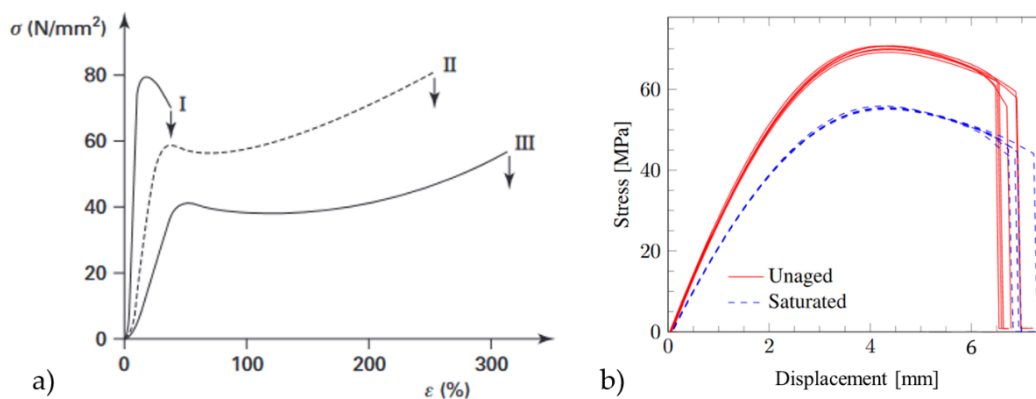 σ (N/mm²)
80
60
40
20
0
0
100
200
300
ε (%)
I
II
III
a)
Stress [MPa]
60
40
20
0
0
2
4
6
Displacement [mm]
Unaged
Saturated
b)